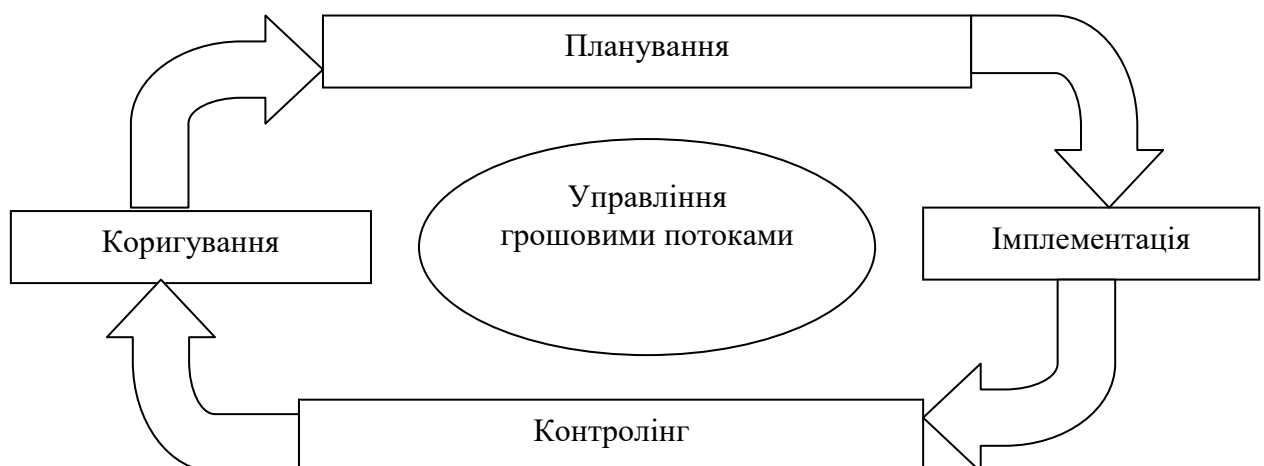 Планування
Управління
грошовими потоками
Коригування
Імплементація
Контролінг